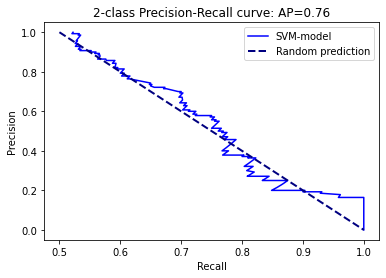 2-class Precision-Recall curve: AP=0.76
SVM-model
Random prediction
Precision
1.0
0.8
0.6
0.4
0.2
0.0
0.5
0.6
0.7
0.8
0.9
1.0
Recall